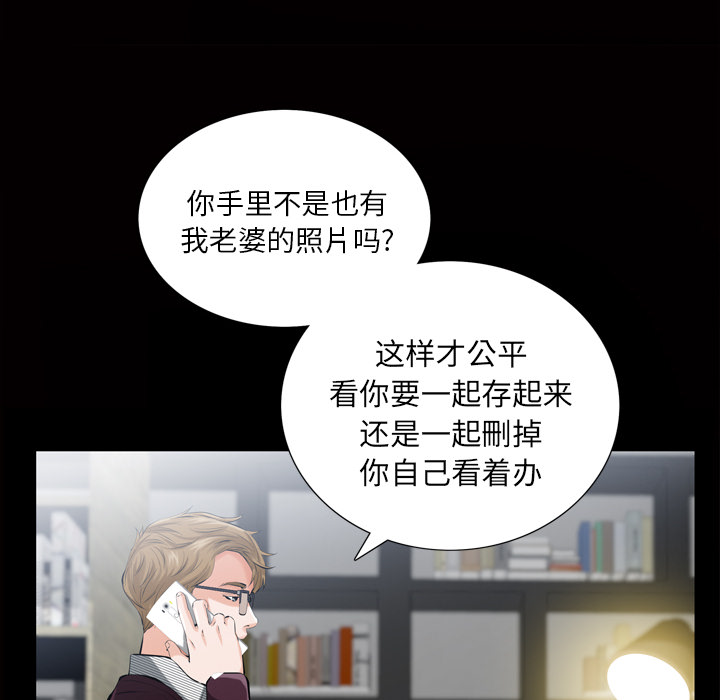 你手里不是也有
我老婆的照片吗?
这样才公平
看你要一起存起来
还是一起刪掉
你自己看着办